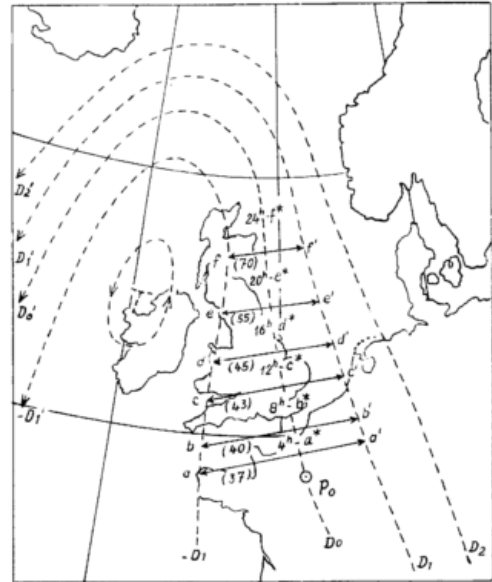 24ʰ-f*
D₂'
f
f'
(70)
D₁'
20ʰ-e*
e
e'
(55)
D₀'
16ʰ-d*
d
d'
(45)
12ʰ-c*
c
c'
(43)
-D₁'
8ʰ-b*
b
b'
(40)
4ʰ-a*
a
a'
(37)
P₀
-D₁
D₀
D₁
D₂